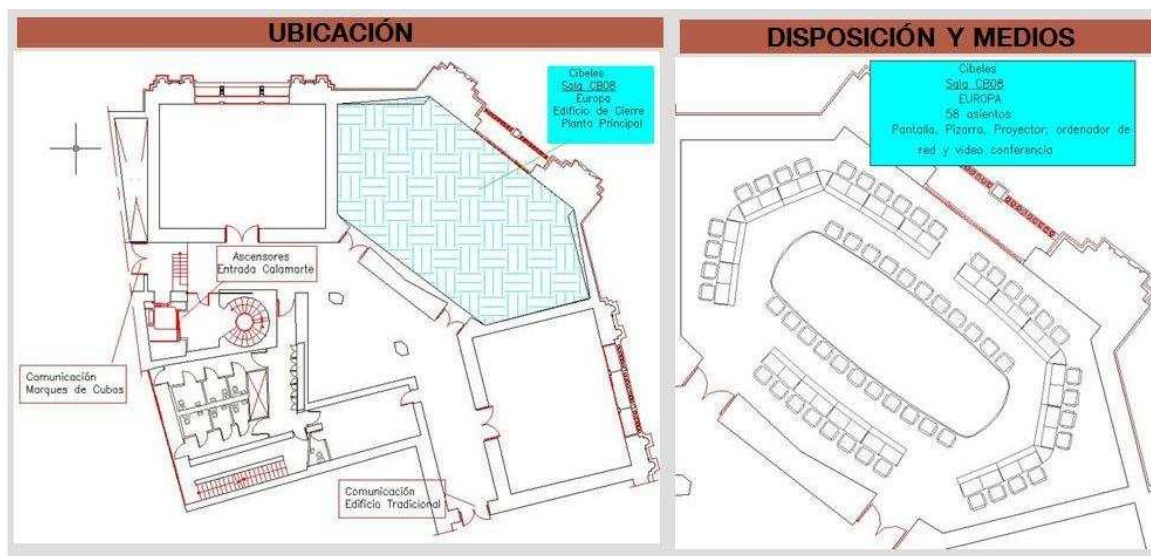 UBICACIÓN
Cibeles
Sala CB08
Europa
Edificio de Cierre
Planta Principal
Ascensores
Entrada Calamarte
Comunicación
Marques de Cubas
Comunicación
Edificio Tradicional
DISPOSICIÓN Y MEDIOS
Cibeles
Sala CB08
EUROPA
58 asientos
Pantalla, Pizarra, Proyector, ordenador de
red y video conferencia